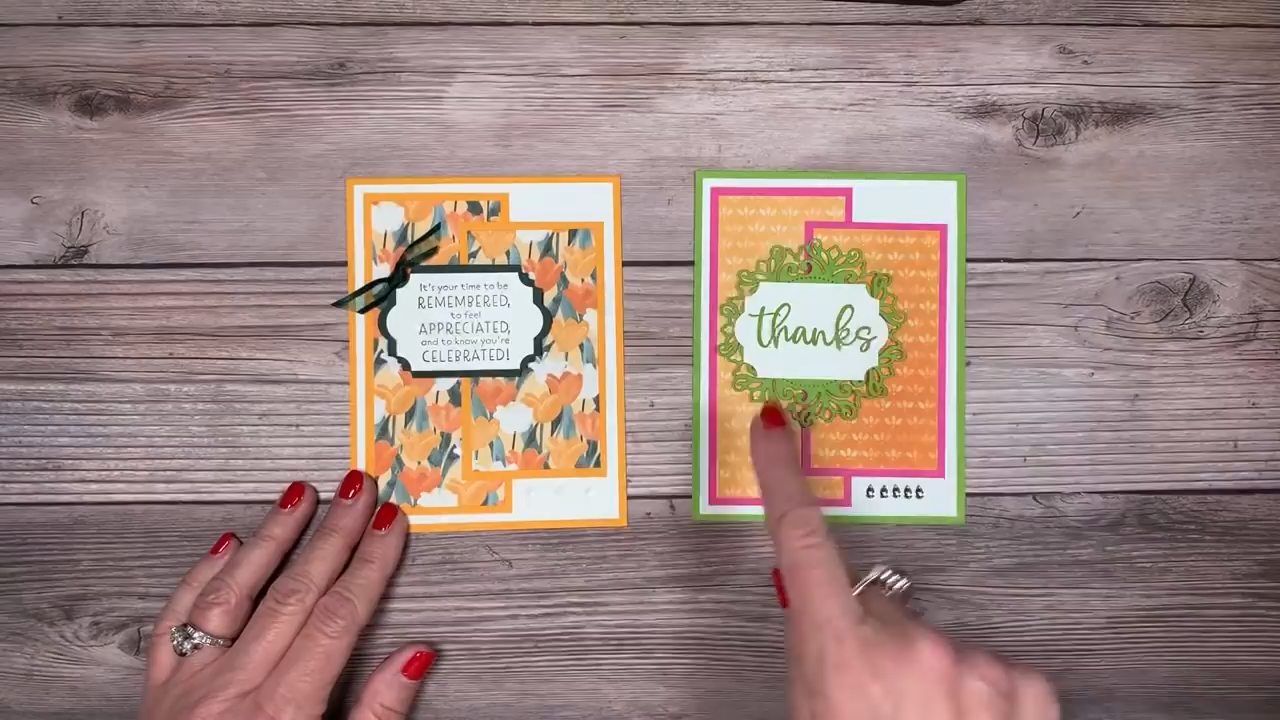 It's your time to be
REMEMBERED,
to feel
APPRECIATED,
and to know you're
CELEBRATED!
thanks